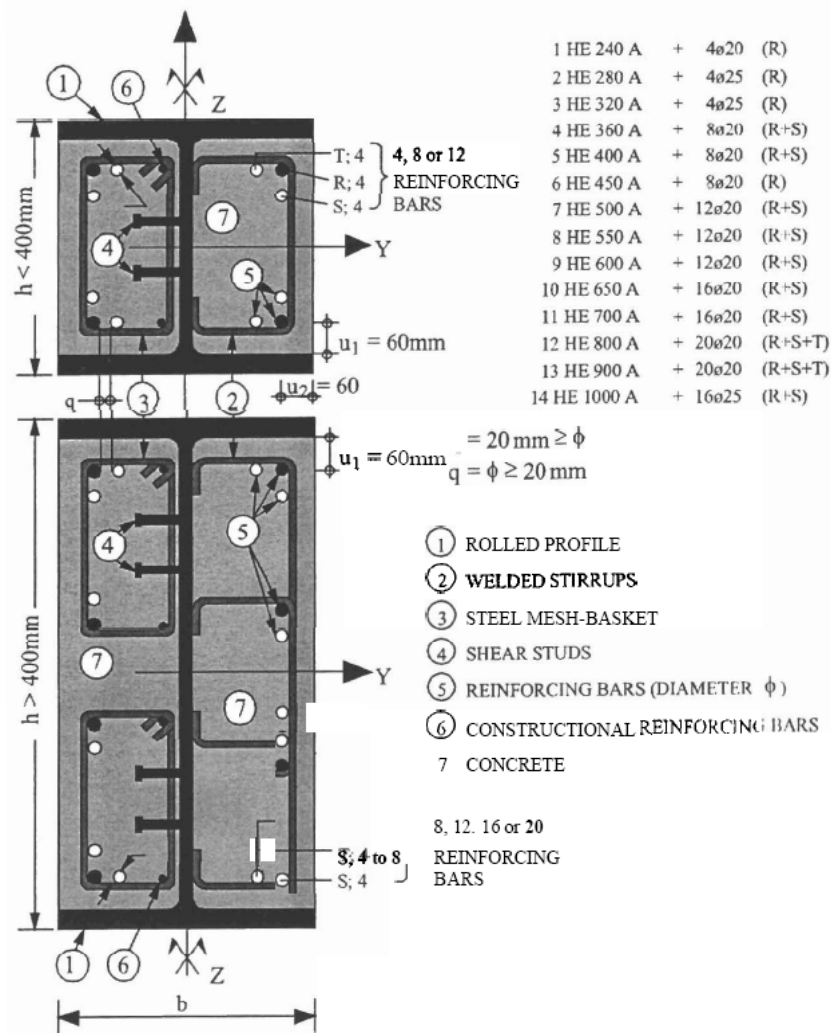 1 HE 240 A + 4ø20 (R)
2 HE 280 A + 4ø25 (R)
3 HE 320 A + 4ø25 (R)
4 HE 360 A + 8ø20 (R+S)
5 HE 400 A + 8ø20 (R+S)
6 HE 450 A + 8ø20 (R)
7 HE 500 A + 12ø20 (R+S)
8 HE 550 A + 12ø20 (R+S)
9 HE 600 A + 12ø20 (R+S)
10 HE 650 A + 16ø20 (R+S)
11 HE 700 A + 16ø20 (R+S)
12 HE 800 A + 20ø20 (R+S+T)
13 HE 900 A + 20ø20 (R+S+T)
14 HE 1000 A + 16ø25 (R+S)
1
6
Z
T; 4
R; 4
S; 4
4, 8 or 12
REINFORCING
BARS
7
4
Y
5
h < 400mm
u1 = 60mm
q
3
2
u2 = 60
u1 = 60mm
= 20 mm ≥ ϕ
q = ϕ ≥ 20 mm
4
5
7
Y
7
h > 400mm
1 ROLLED PROFILE
2 WELDED STIRRUPS
3 STEEL MESH-BASKET
4 SHEAR STUDS
5 REINFORCING BARS (DIAMETER ϕ)
6 CONSTRUCTIONAL REINFORCING BARS
7 CONCRETE
8, 12. 16 or 20
REINFORCING
BARS
S, 4 to 8
S; 4
1
6
Z
b